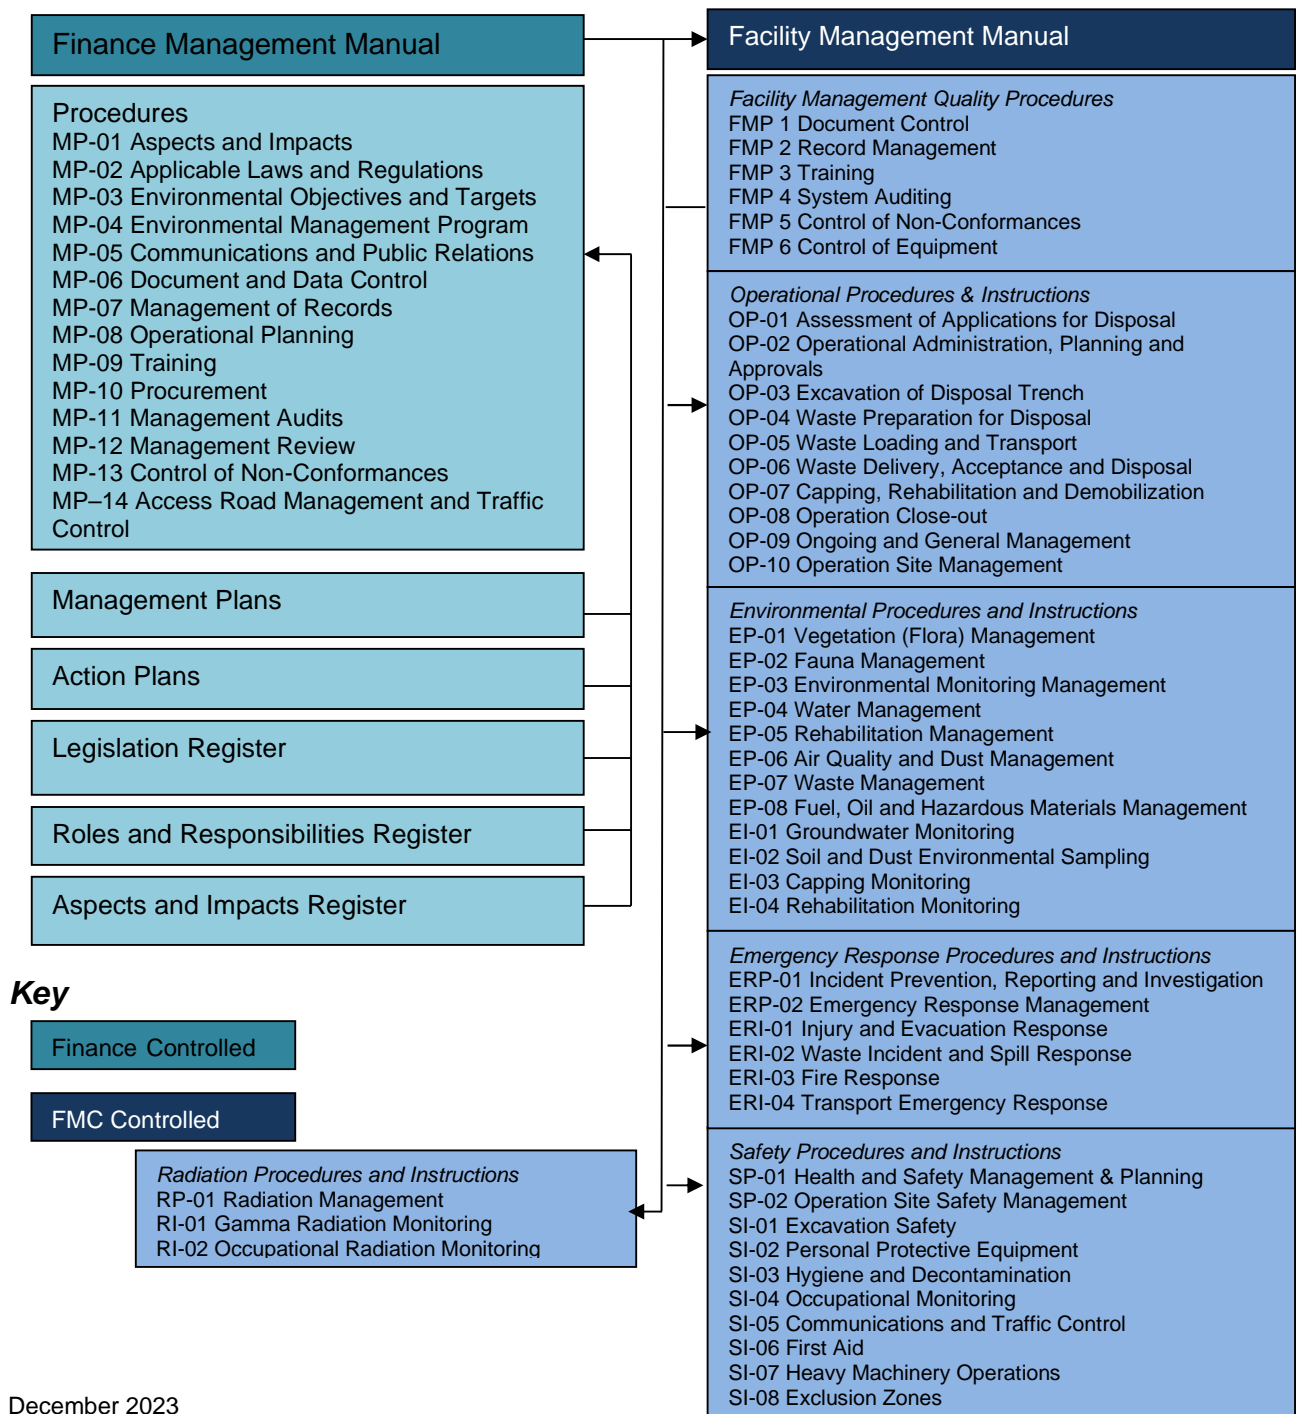 Finance Management Manual
Procedures
MP-01 Aspects and Impacts
MP-02 Applicable Laws and Regulations
MP-03 Environmental Objectives and Targets
MP-04 Environmental Management Program
MP-05 Communications and Public Relations
MP-06 Document and Data Control
MP-07 Management of Records
MP-08 Operational Planning
MP-09 Training
MP-10 Procurement
MP-11 Management Audits
MP-12 Management Review
MP-13 Control of Non-Conformances
MP–14 Access Road Management and Traffic
Control
Management Plans
Action Plans
Legislation Register
Roles and Responsibilities Register
Aspects and Impacts Register
Key
Finance Controlled
FMC Controlled
Radiation Procedures and Instructions
RP-01 Radiation Management
RI-01 Gamma Radiation Monitoring
RI-02 Occupational Radiation Monitoring
Facility Management Manual
Facility Management Quality Procedures
FMP 1 Document Control
FMP 2 Record Management
FMP 3 Training
FMP 4 System Auditing
FMP 5 Control of Non-Conformances
FMP 6 Control of Equipment
Operational Procedures & Instructions
OP-01 Assessment of Applications for Disposal
OP-02 Operational Administration, Planning and
Approvals
OP-03 Excavation of Disposal Trench
OP-04 Waste Preparation for Disposal
OP-05 Waste Loading and Transport
OP-06 Waste Delivery, Acceptance and Disposal
OP-07 Capping, Rehabilitation and Demobilization
OP-08 Operation Close-out
OP-09 Ongoing and General Management
OP-10 Operation Site Management
Environmental Procedures and Instructions
EP-01 Vegetation (Flora) Management
EP-02 Fauna Management
EP-03 Environmental Monitoring Management
EP-04 Water Management
EP-05 Rehabilitation Management
EP-06 Air Quality and Dust Management
EP-07 Waste Management
EP-08 Fuel, Oil and Hazardous Materials Management
EI-01 Groundwater Monitoring
EI-02 Soil and Dust Environmental Sampling
EI-03 Capping Monitoring
EI-04 Rehabilitation Monitoring
Emergency Response Procedures and Instructions
ERP-01 Incident Prevention, Reporting and Investigation
ERP-02 Emergency Response Management
ERI-01 Injury and Evacuation Response
ERI-02 Waste Incident and Spill Response
ERI-03 Fire Response
ERI-04 Transport Emergency Response
Safety Procedures and Instructions
SP-01 Health and Safety Management & Planning
SP-02 Operation Site Safety Management
SI-01 Excavation Safety
SI-02 Personal Protective Equipment
SI-03 Hygiene and Decontamination
SI-04 Occupational Monitoring
SI-05 Communications and Traffic Control
SI-06 First Aid
SI-07 Heavy Machinery Operations
SI-08 Exclusion Zones
December 2023